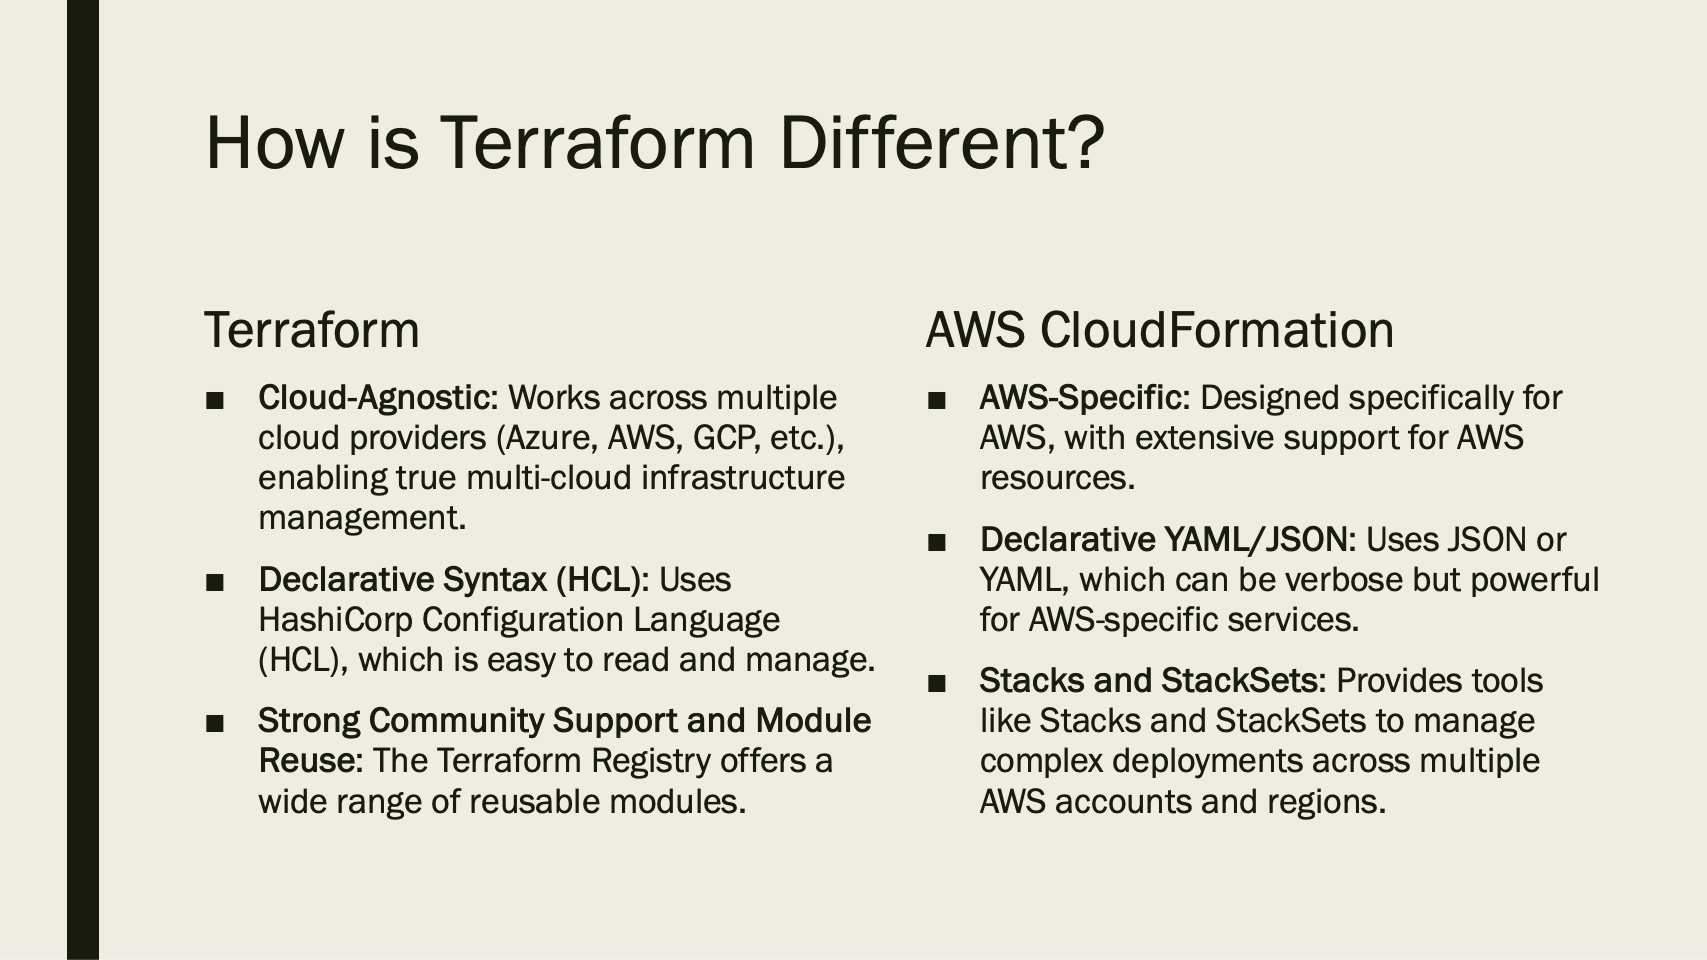 How is Terraform Different?
Terraform
■ Cloud-Agnostic: Works across multiple
cloud providers (Azure, AWS, GCP, etc.),
enabling true multi-cloud infrastructure
management.
■ Declarative Syntax (HCL): Uses
HashiCorp Configuration Language
(HCL), which is easy to read and manage.
■ Strong Community Support and Module
Reuse: The Terraform Registry offers a
wide range of reusable modules.
AWS CloudFormation
■ AWS-Specific: Designed specifically for
AWS, with extensive support for AWS
resources.
■ Declarative YAML/JSON: Uses JSON or
YAML, which can be verbose but powerful
for AWS-specific services.
■ Stacks and StackSets: Provides tools
like Stacks and StackSets to manage
complex deployments across multiple
AWS accounts and regions.